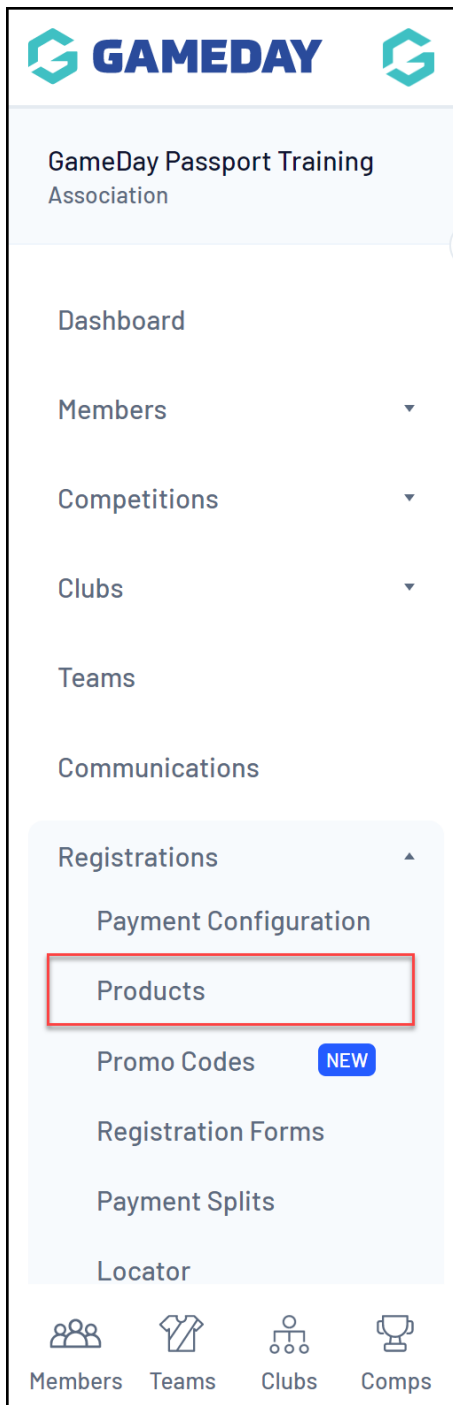 GAMEDAY
GameDay Passport Training
Association
Dashboard
Members
Competitions
Clubs
Teams
Communications
Registrations
Payment Configuration
Products
Promo Codes NEW
Registration Forms
Payment Splits
Locator
Members Teams Clubs Comps